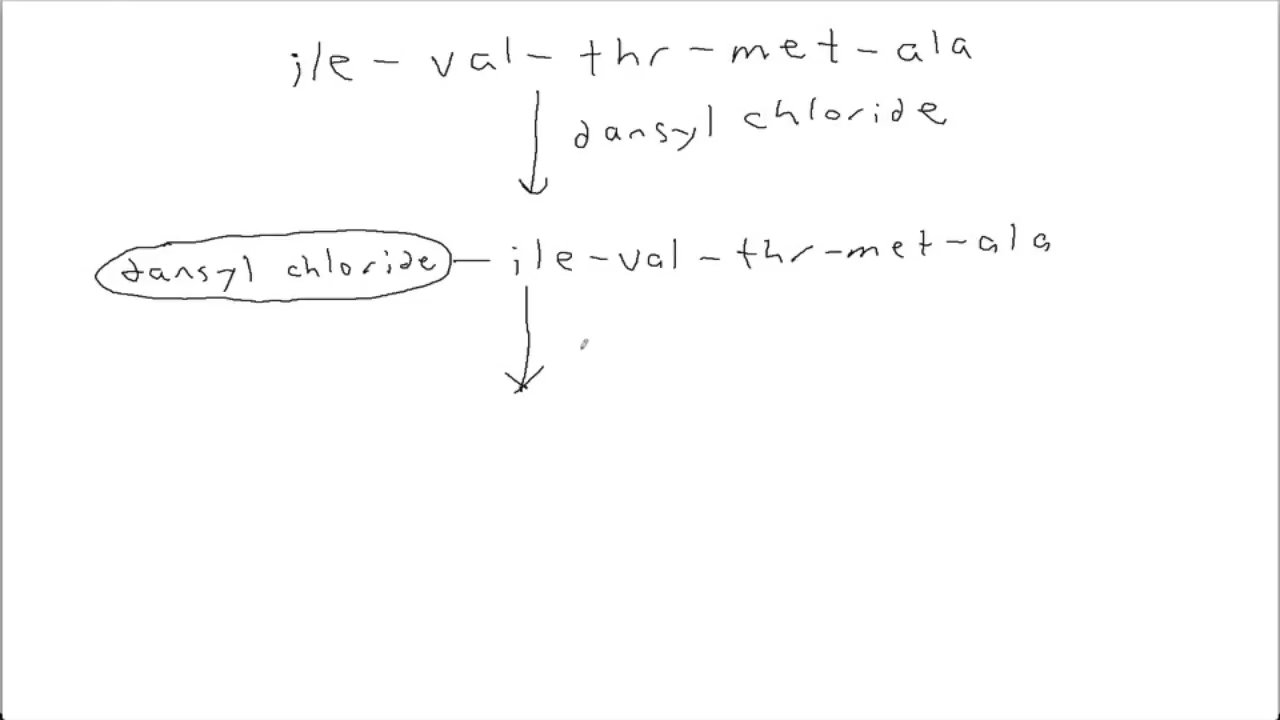 ile - val - thr - met - ala
dansyl chloride
dansyl chloride - ile - val - thr - met - ala